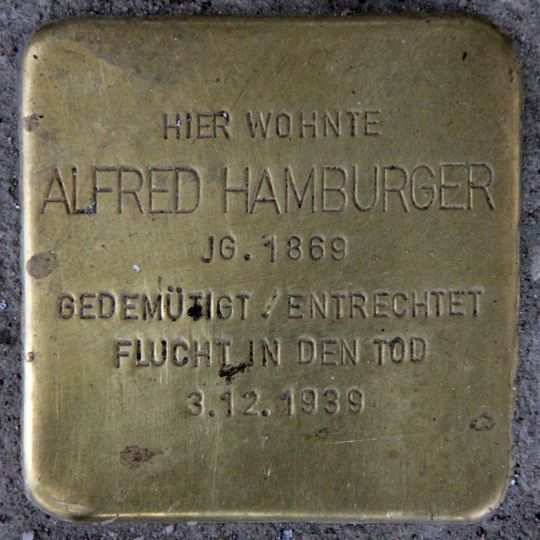 HIER WOHNTE
ALFRED HAMBURGER
JG. 1869
GEDEMÜTIGT / ENTRECHTET
FLUCHT IN DEN TOD
3.12.1939